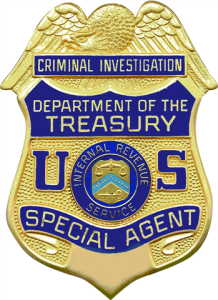 CRIMINAL INVESTIGATION
DEPARTMENT OF THE
TREASURY
U S
INTERNAL REVENUE
SERVICE
SPECIAL AGENT